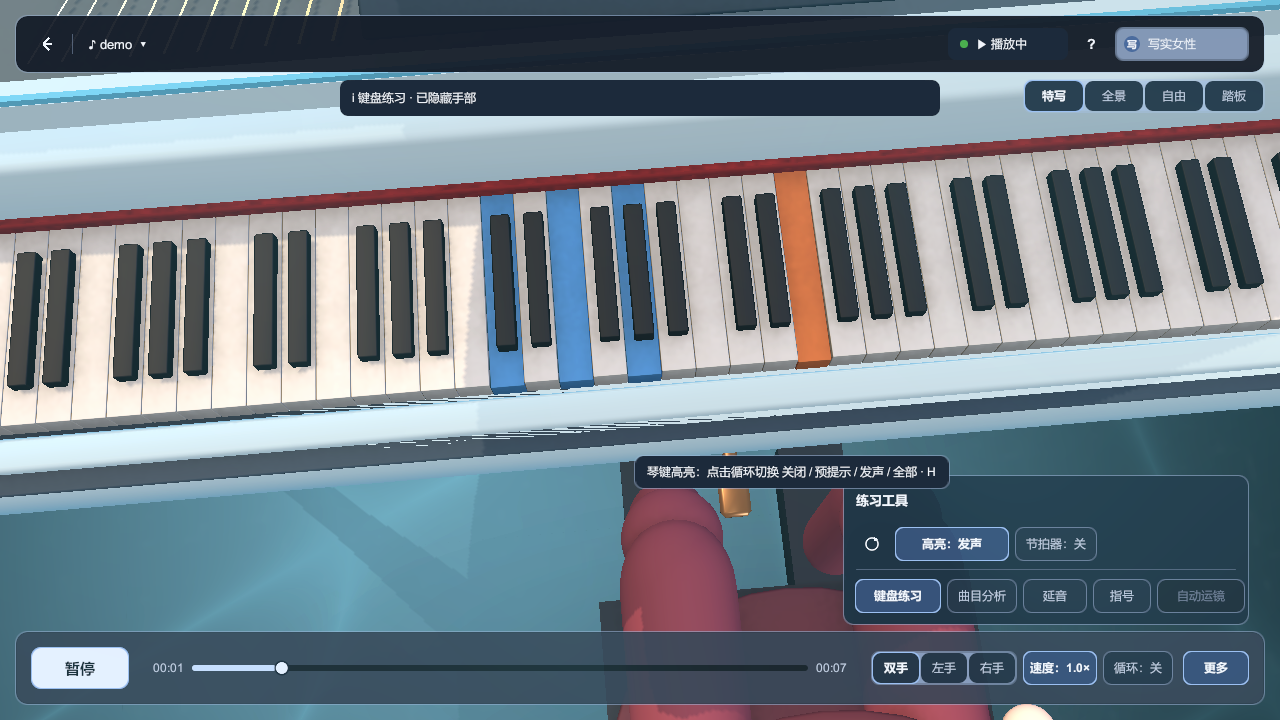 ♪ demo ▼
▶ 播放中
?
写 写实女性
i 键盘练习 · 已隐藏手部
特写 全景 自由 踏板
琴键高亮：点击循环切换 关闭 / 预提示 / 发声 / 全部 · H
练习工具
高亮：发声 节拍器：关
键盘练习 曲目分析 延音 指号 自动运镜
暂停 00:01 00:07 双手 左手 右手 速度：1.0× 循环：关 更多